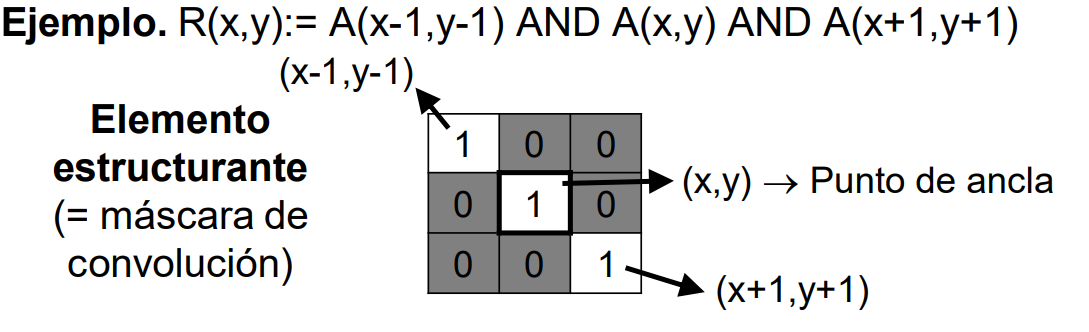 Ejemplo. R(x,y):= A(x-1,y-1) AND A(x,y) AND A(x+1,y+1)
(x-1,y-1)
Elemento
estructurante
(= máscara de
convolución)
1 0 0
0 1 0
0 0 1
(x,y) → Punto de ancla
(x+1,y+1)